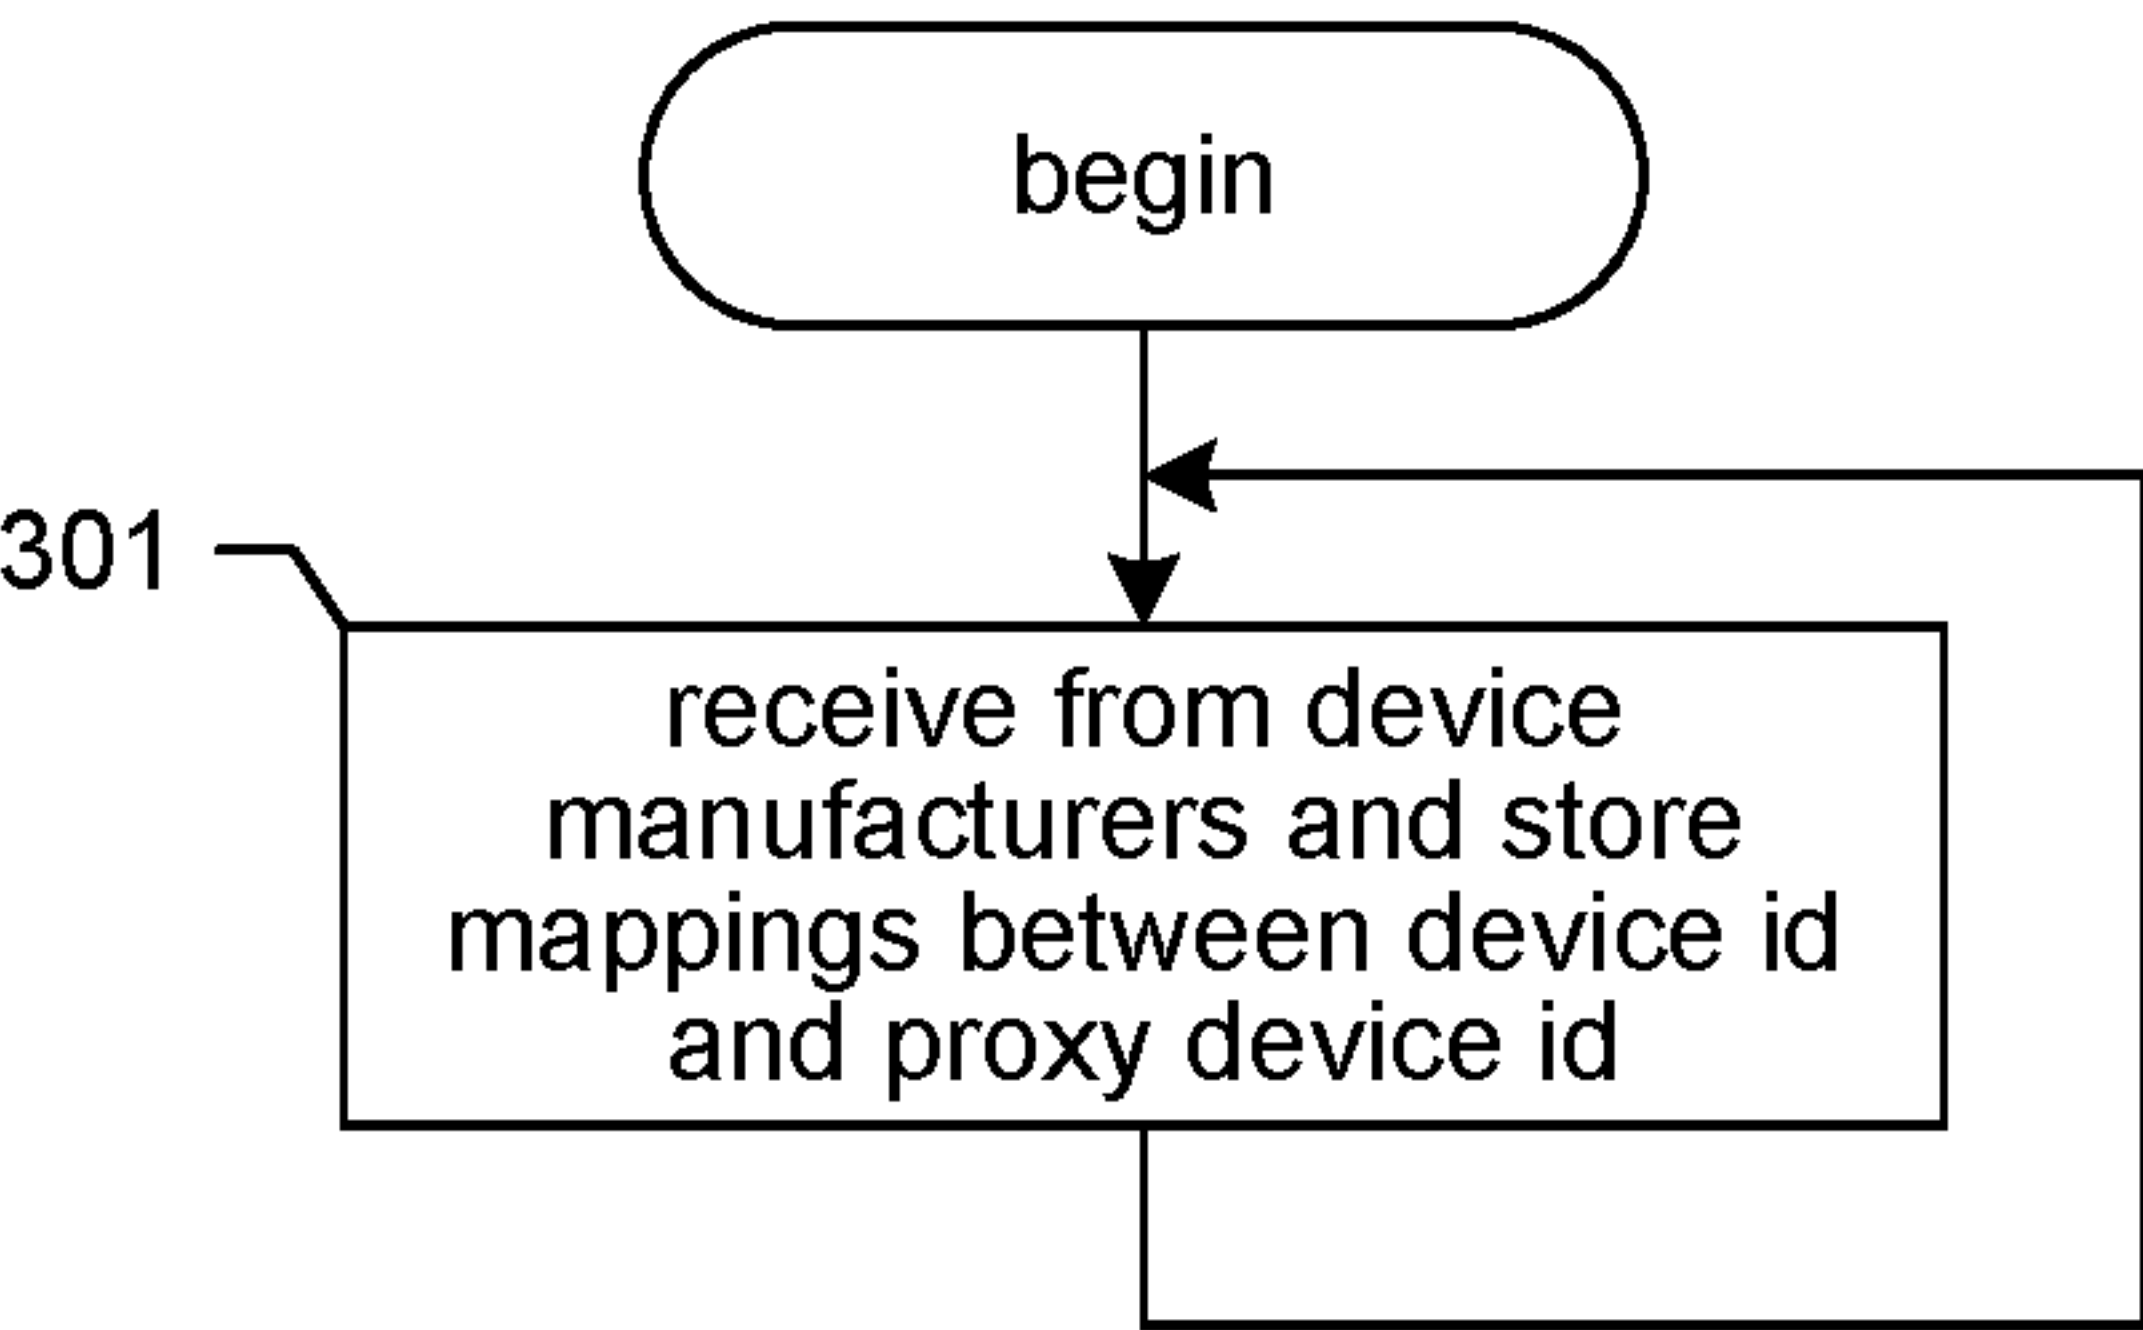 begin
301
receive from device
manufacturers and store
mappings between device id
and proxy device id